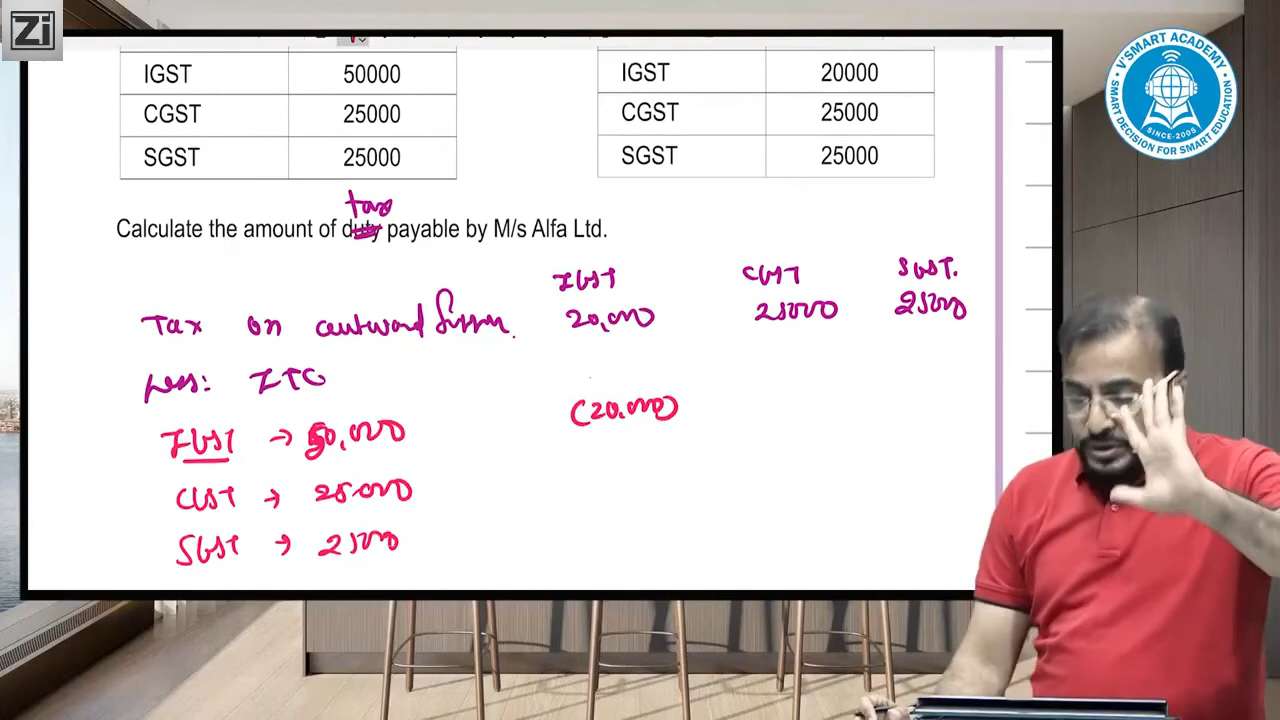 Zi
V'SMART ACADEMY
SMART DECISION FOR SMART EDUCATION
SINCE-2005
IGST 50000
CGST 25000
SGST 25000
IGST 20000
CGST 25000
SGST 25000
tax
Calculate the amount of duty payable by M/s Alfa Ltd.
IGST CGST SGST.
Tax on outward 20,000 25000 25000
Less: ITC
(20,000)
IGST → 50,000
CGST → 25000
SGST → 25000